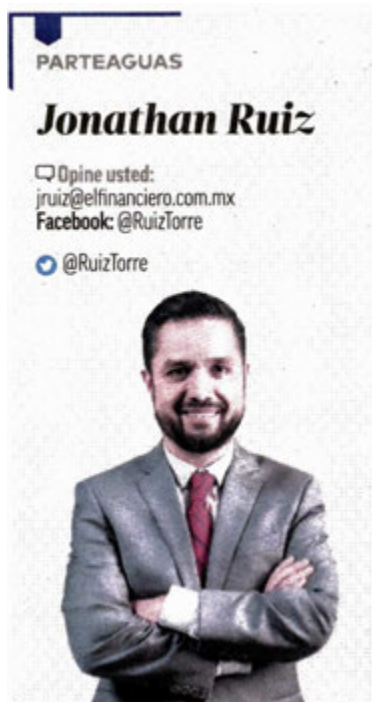 PARTEAGUAS
Jonathan Ruiz
Opine usted:
jruiz@elfinanciero.com.mx
Facebook: @RuizTorre
@RuizTorre